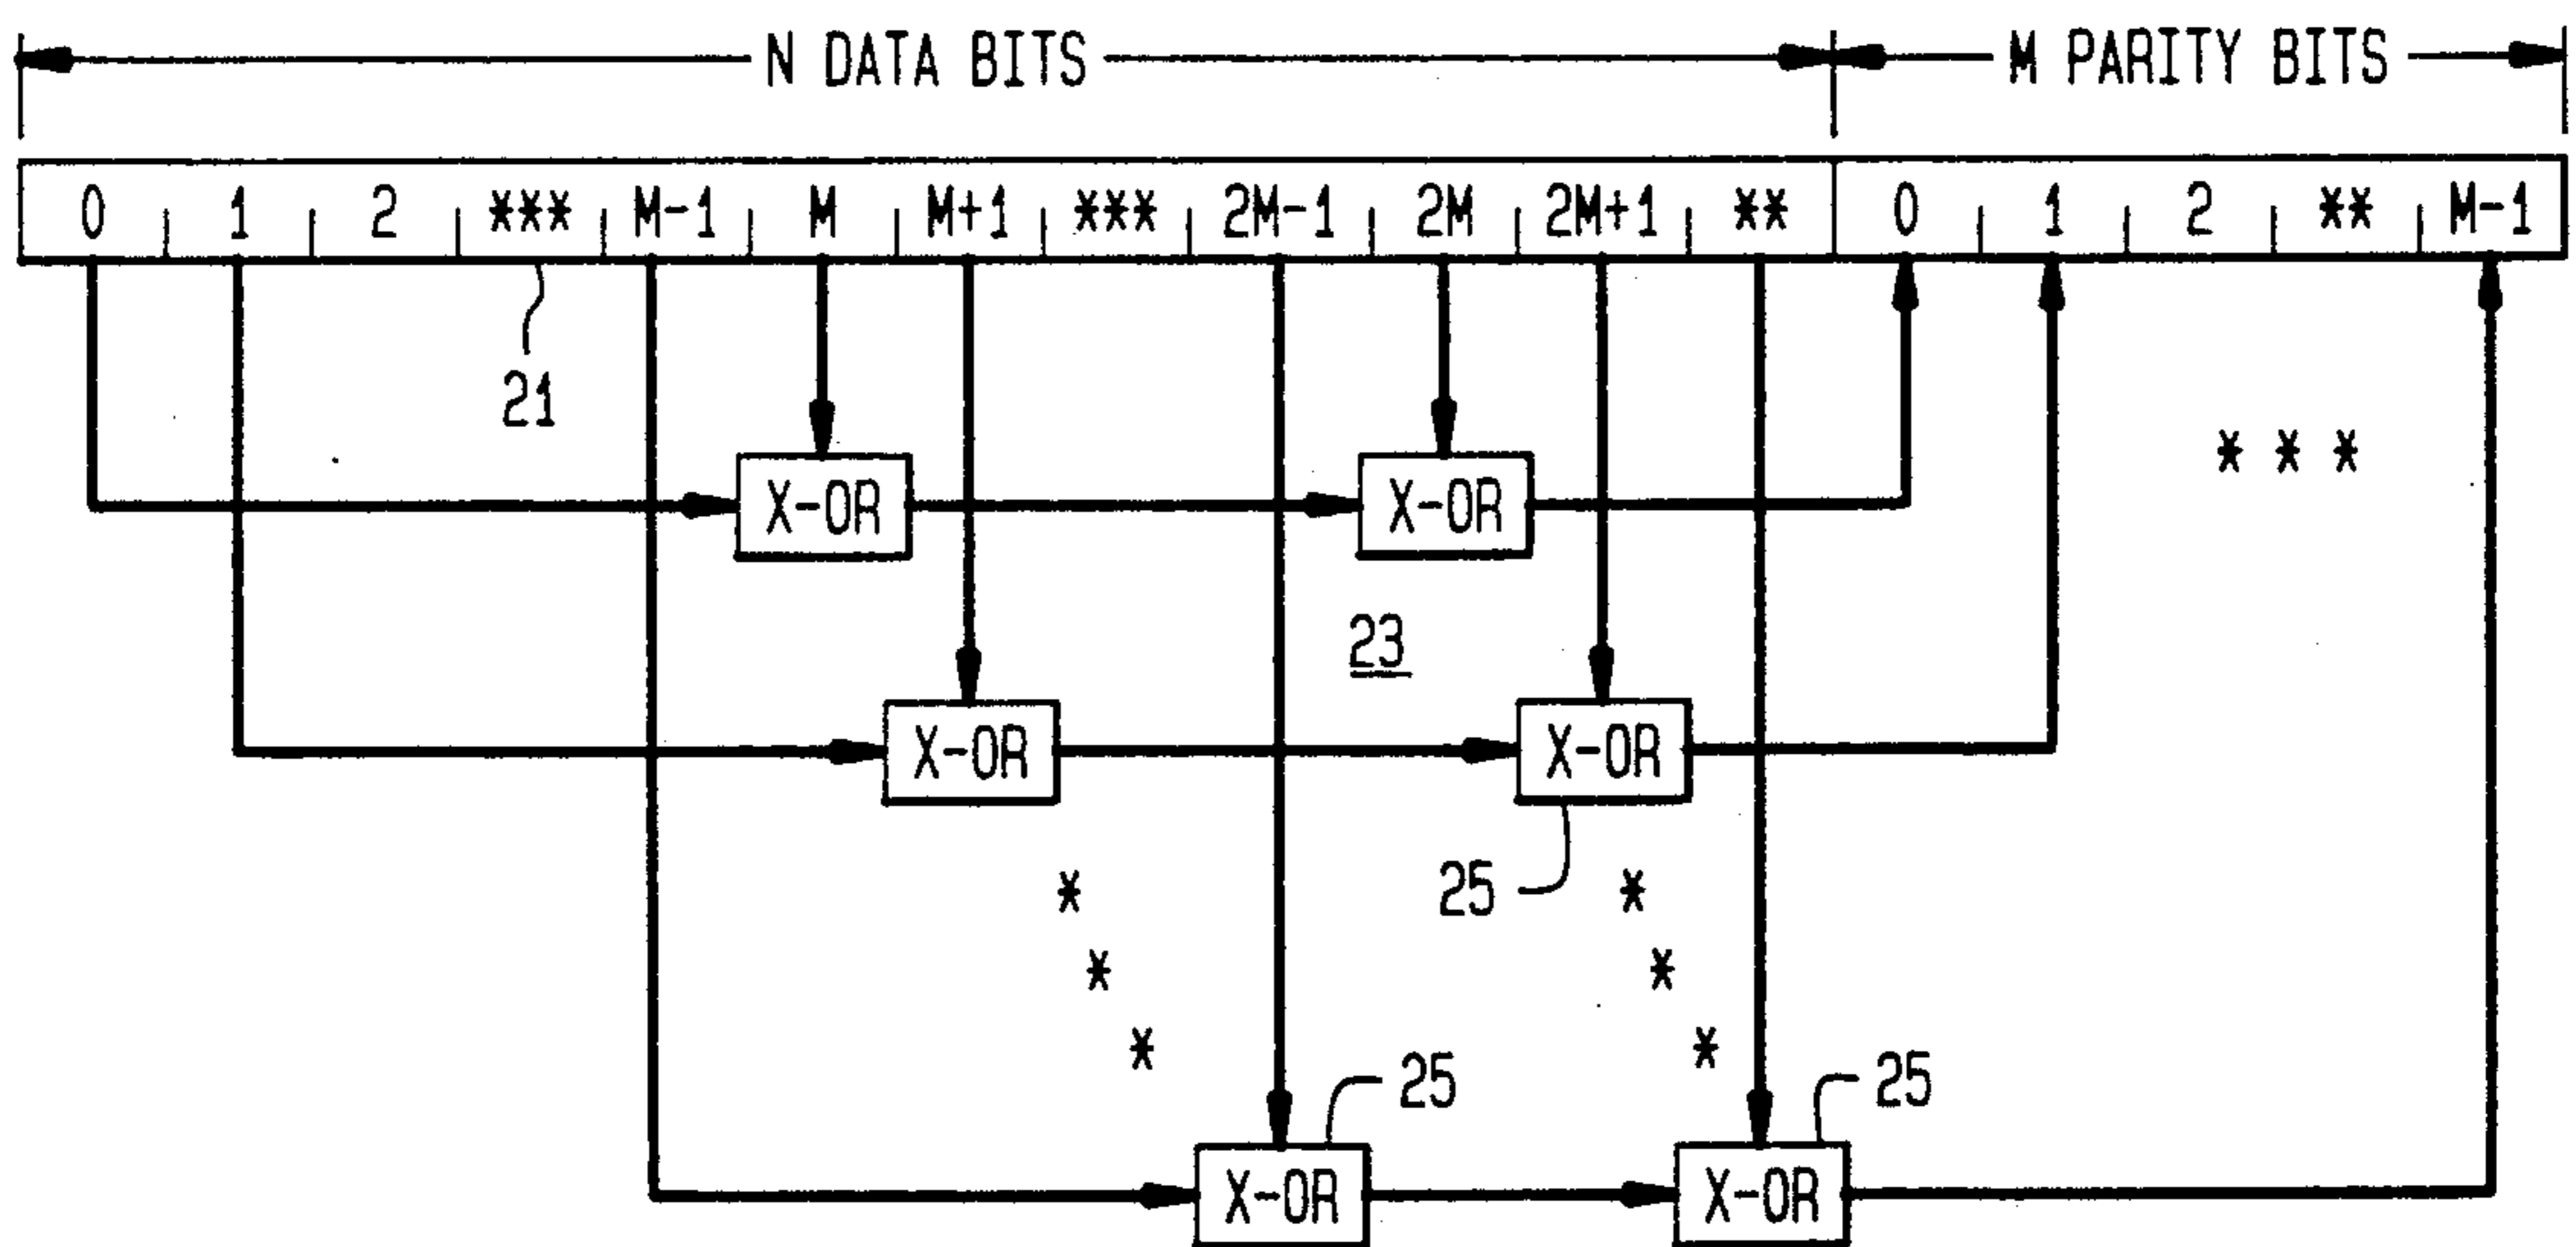 N DATA BITS M PARITY BITS
0 1 2 *** M-1 M M+1 *** 2M-1 2M 2M+1 ** 0 1 2 ** M-1
21
* * *
X-OR X-OR
23
X-OR X-OR
25
* *
* *
* *
25 25
X-OR X-OR